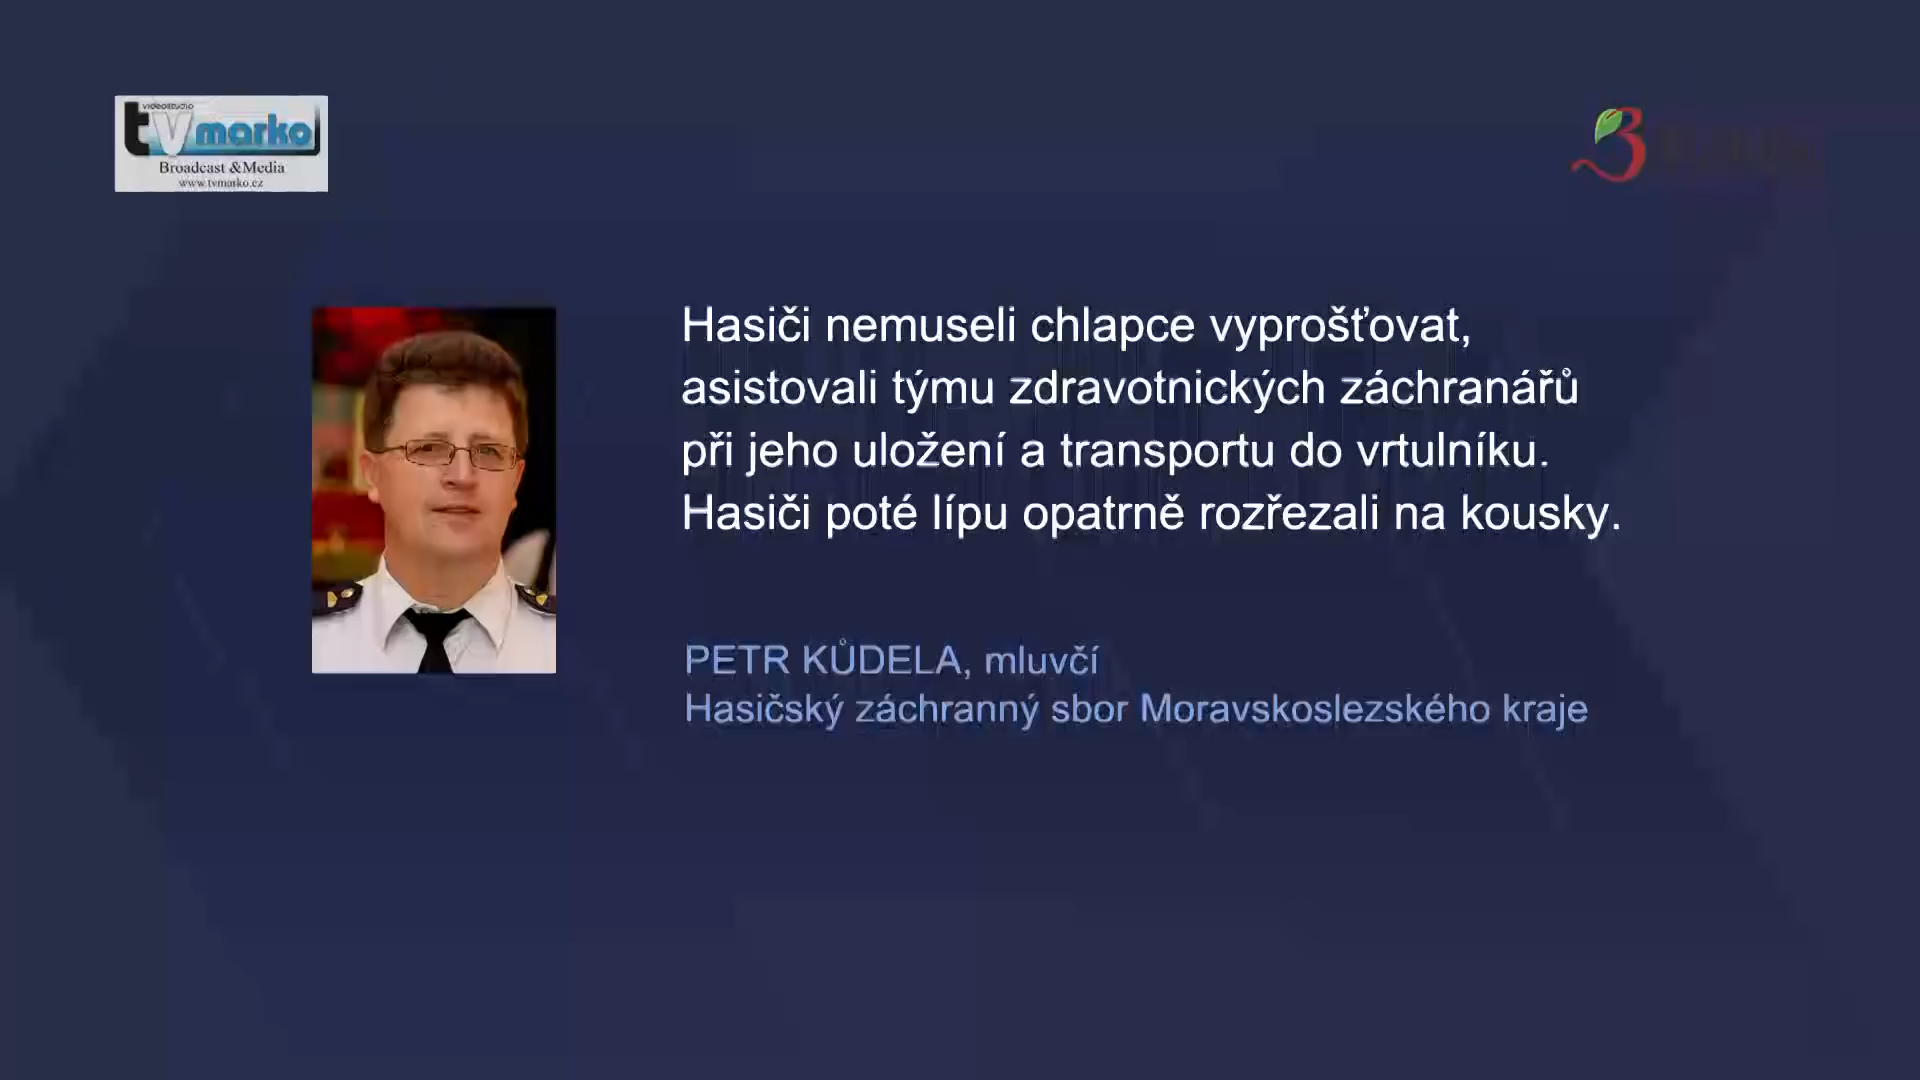 videostudio
tvmarko
Broadcast &Media
www.tvmarko.cz
Hasiči nemuseli chlapce vyprošťovat,
asistovali týmu zdravotnických záchranářů
při jeho uložení a transportu do vrtulníku.
Hasiči poté lípu opatrně rozřezali na kousky.
PETR KŮDELA, mluvčí
Hasičský záchranný sbor Moravskoslezského kraje